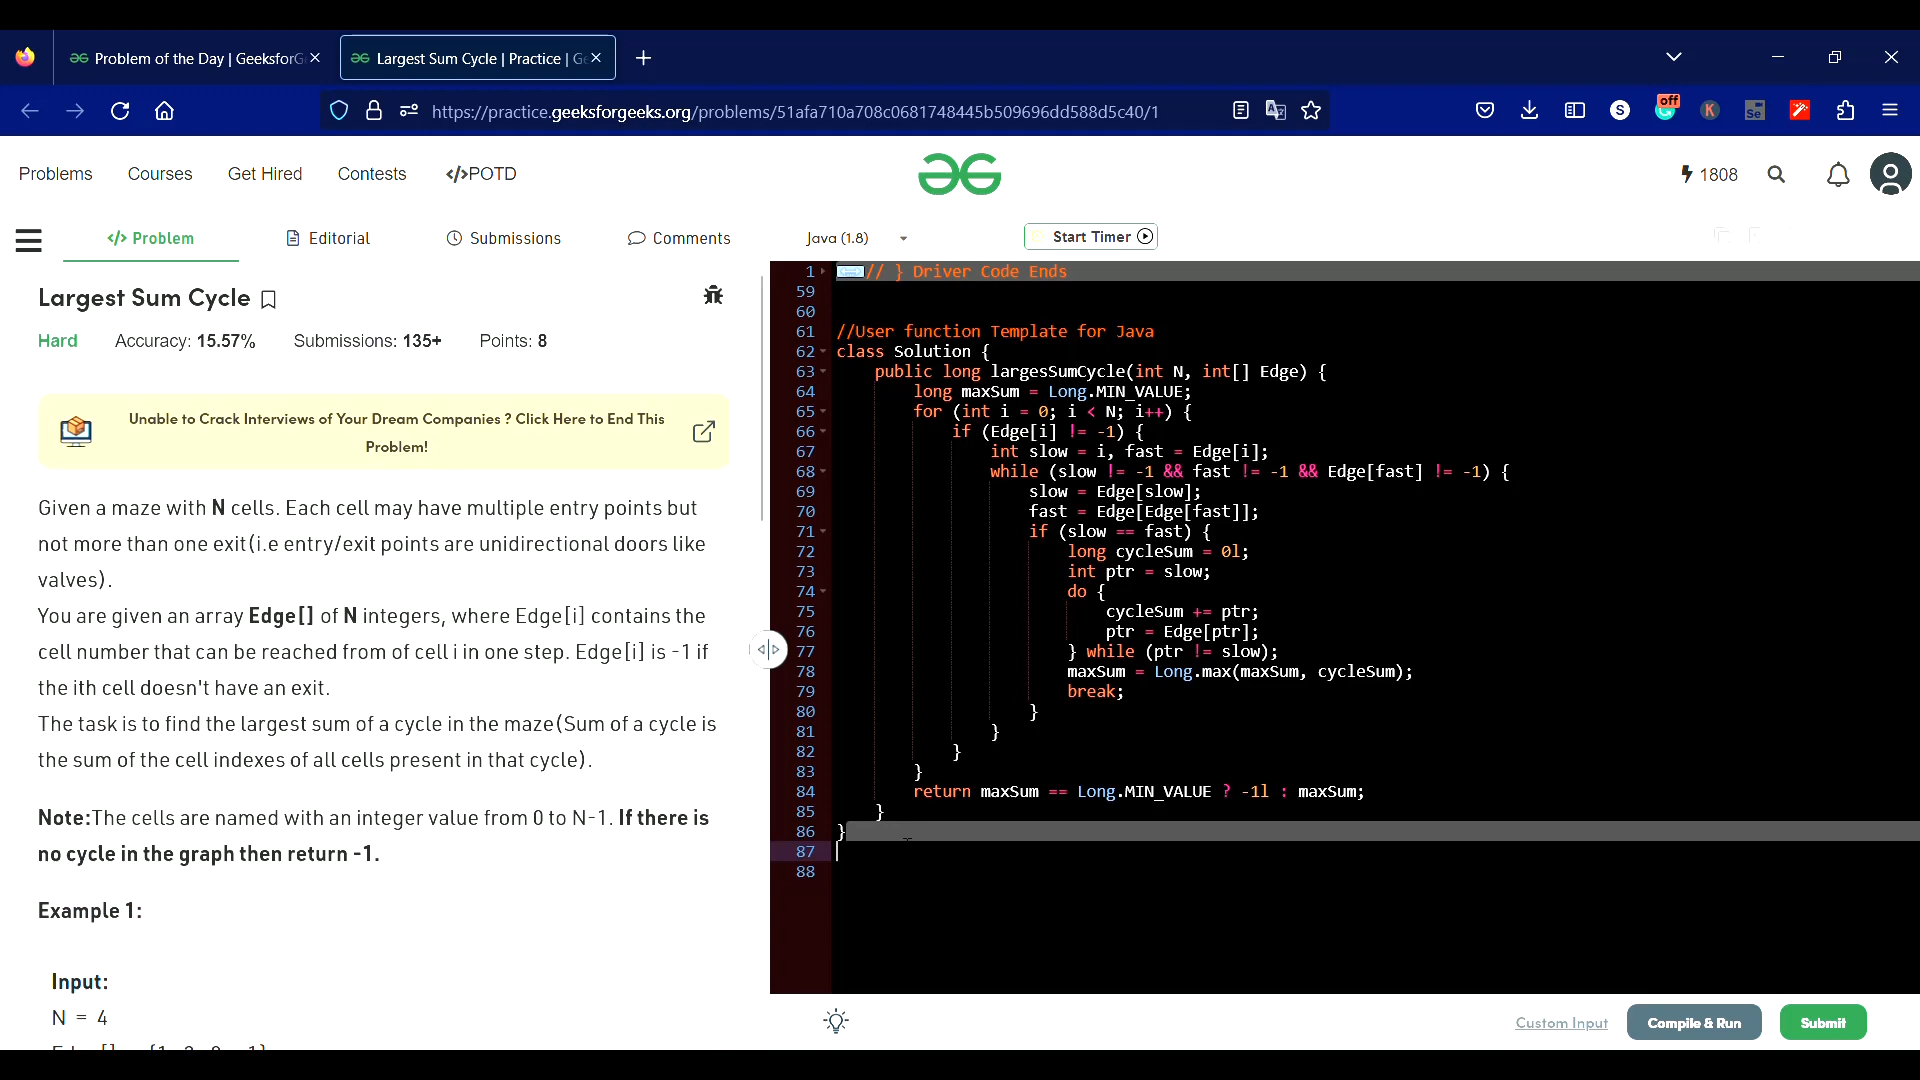 Problem of the Day | GeeksforG
Largest Sum Cycle | Practice | G
https://practice.geeksforgeeks.org/problems/51afa710a708c0681748445b509696dd588d5c40/1
S
off
K
Se
Problems
Courses
Get Hired
Contests
</>POTD
1808
</> Problem
Editorial
Submissions
Comments
Java (1.8)
Start Timer
Largest Sum Cycle
Hard
Accuracy: 15.57%
Submissions: 135+
Points: 8
Unable to Crack Interviews of Your Dream Companies ? Click Here to End This
Problem!
Given a maze with N cells. Each cell may have multiple entry points but
not more than one exit(i.e entry/exit points are unidirectional doors like
valves).
You are given an array Edge[] of N integers, where Edge[i] contains the
cell number that can be reached from of cell i in one step. Edge[i] is -1 if
the ith cell doesn't have an exit.
The task is to find the largest sum of a cycle in the maze(Sum of a cycle is
the sum of the cell indexes of all cells present in that cycle).
Note:The cells are named with an integer value from 0 to N-1. If there is
no cycle in the graph then return -1.
Example 1:
Input:
N = 4
1 // } Driver Code Ends
59
60
61 //User function Template for Java
62 class Solution {
63 public long largesSumCycle(int N, int[] Edge) {
64 long maxSum = Long.MIN_VALUE;
65 for (int i = 0; i < N; i++) {
66 if (Edge[i] != -1) {
67 int slow = i, fast = Edge[i];
68 while (slow != -1 && fast != -1 && Edge[fast] != -1) {
69 slow = Edge[slow];
70 fast = Edge[Edge[fast]];
71 if (slow == fast) {
72 long cycleSum = 0l;
73 int ptr = slow;
74 do {
75 cycleSum += ptr;
76 ptr = Edge[ptr];
77 } while (ptr != slow);
78 maxSum = Long.max(maxSum, cycleSum);
79 break;
80 }
81 }
82 }
83 }
84 return maxSum == Long.MIN_VALUE ? -1l : maxSum;
85 }
86 }
87
88
Custom Input
Compile & Run
Submit